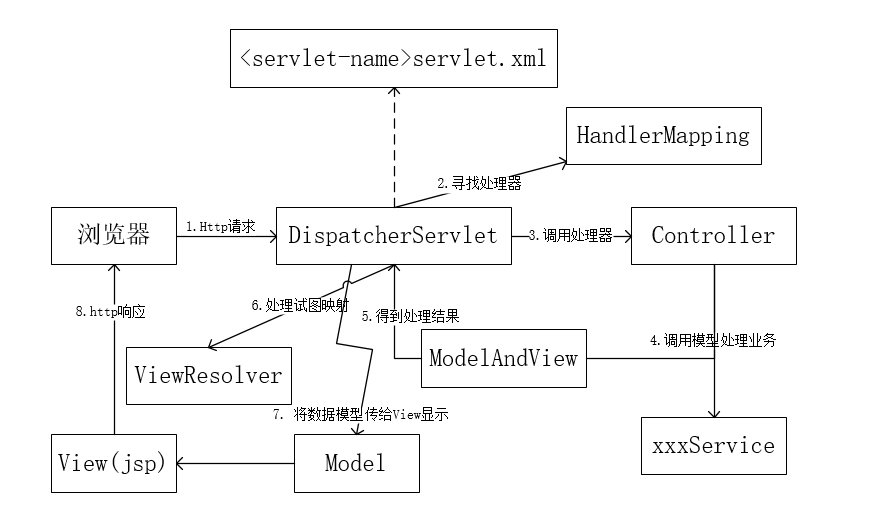 <servlet-name>servlet.xml
HandlerMapping
2.寻找处理器
浏览器
1.Http请求
DispatcherServlet
3.调用处理器
Controller
8.http响应
6.处理试图映射
5.得到处理结果
ModelAndView
4.调用模型处理业务
ViewResolver
7. 将数据模型传给View显示
View(jsp)
Model
xxxService